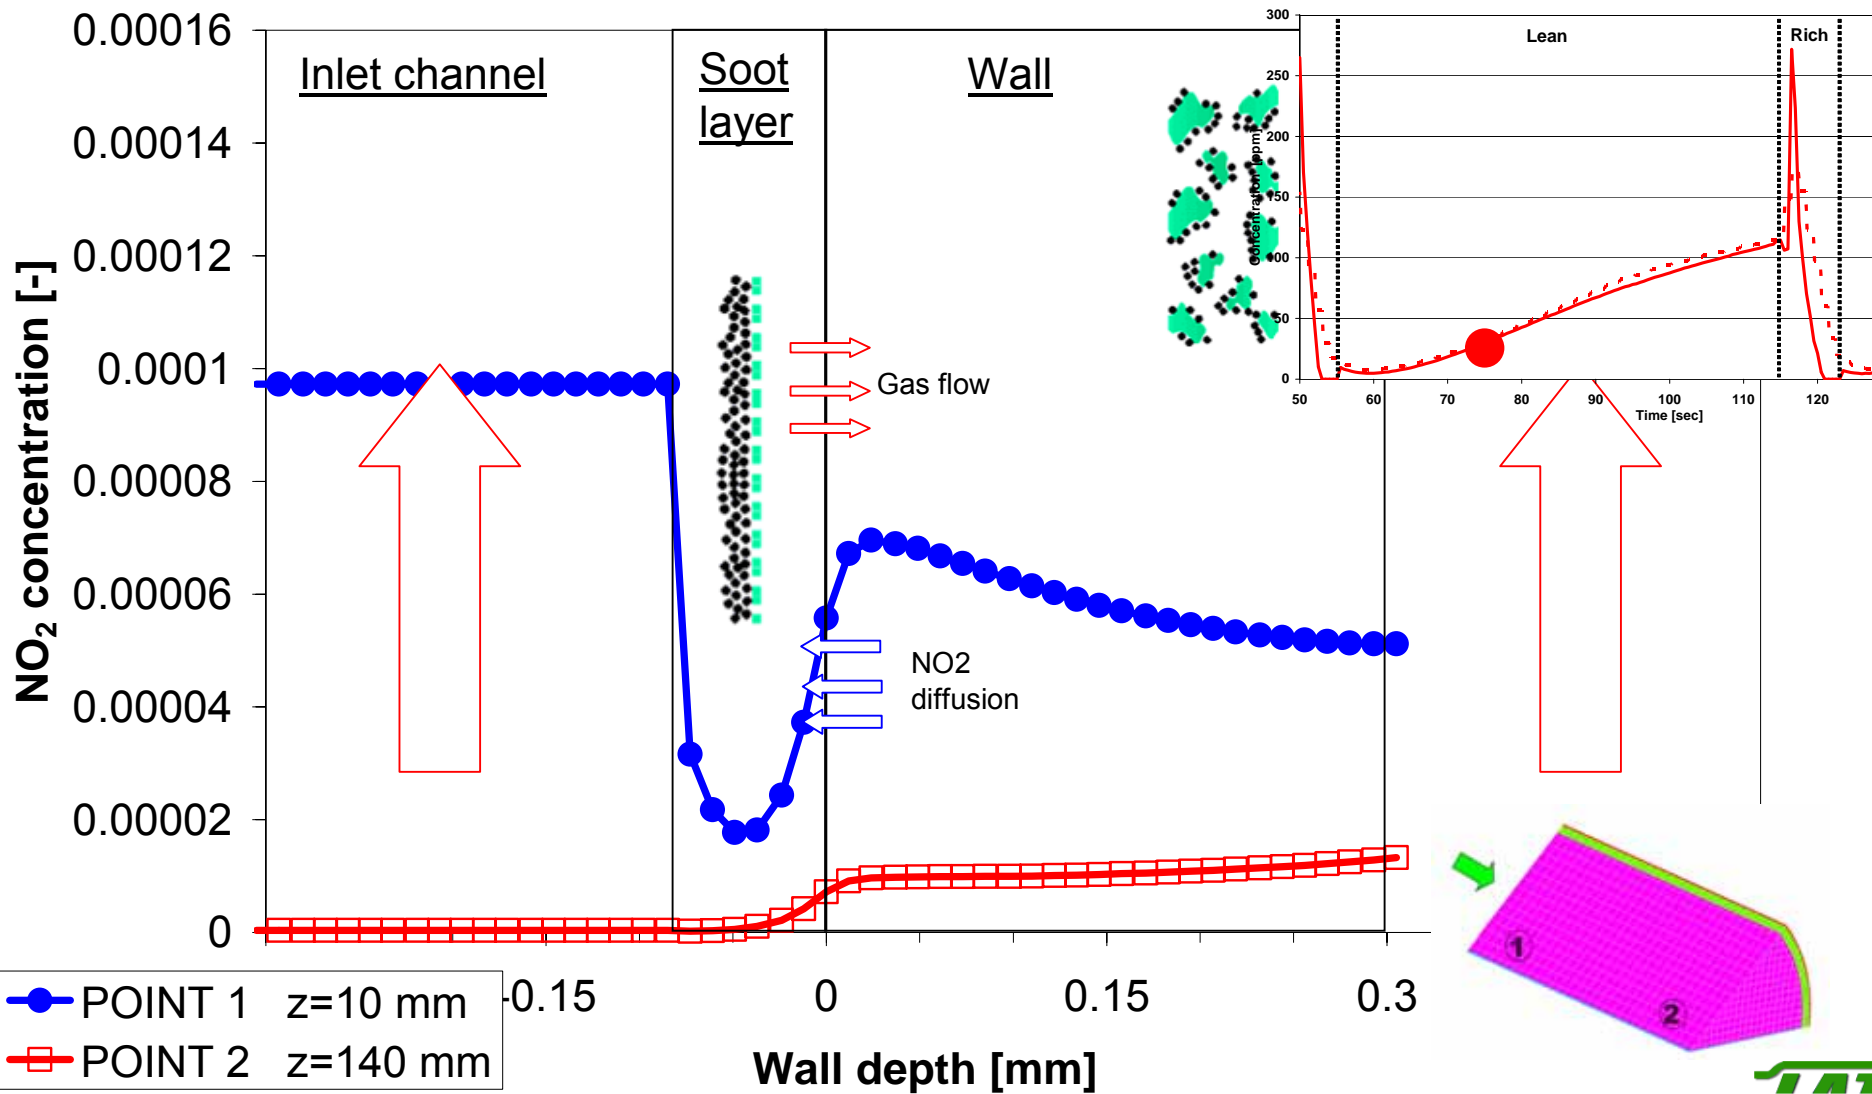 0.00016
0.00014
0.00012
0.0001
0.00008
0.00006
0.00004
0.00002
0
NO2 concentration [-]
Inlet channel
Soot
layer
Wall
Gas flow
NO2
diffusion
-0.15
0
0.15
0.3
Wall depth [mm]
POINT 1 z=10 mm
POINT 2 z=140 mm
300
250
200
150
100
50
0
Concentration [ppm]
Lean
Rich
50
60
70
80
90
100
110
120
Time [sec]
1
2